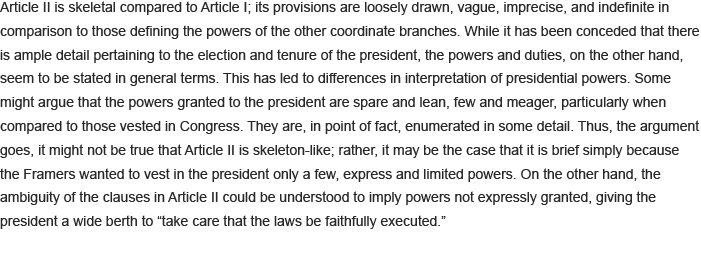 Article II is skeletal compared to Article I; its provisions are loosely drawn, vague, imprecise, and indefinite in
comparison to those defining the powers of the other coordinate branches. While it has been conceded that there
is ample detail pertaining to the election and tenure of the president, the powers and duties, on the other hand,
seem to be stated in general terms. This has led to differences in interpretation of presidential powers. Some
might argue that the powers granted to the president are spare and lean, few and meager, particularly when
compared to those vested in Congress. They are, in point of fact, enumerated in some detail. Thus, the argument
goes, it might not be true that Article II is skeleton-like; rather, it may be the case that it is brief simply because
the Framers wanted to vest in the president only a few, express and limited powers. On the other hand, the
ambiguity of the clauses in Article II could be understood to imply powers not expressly granted, giving the
president a wide berth to “take care that the laws be faithfully executed.”